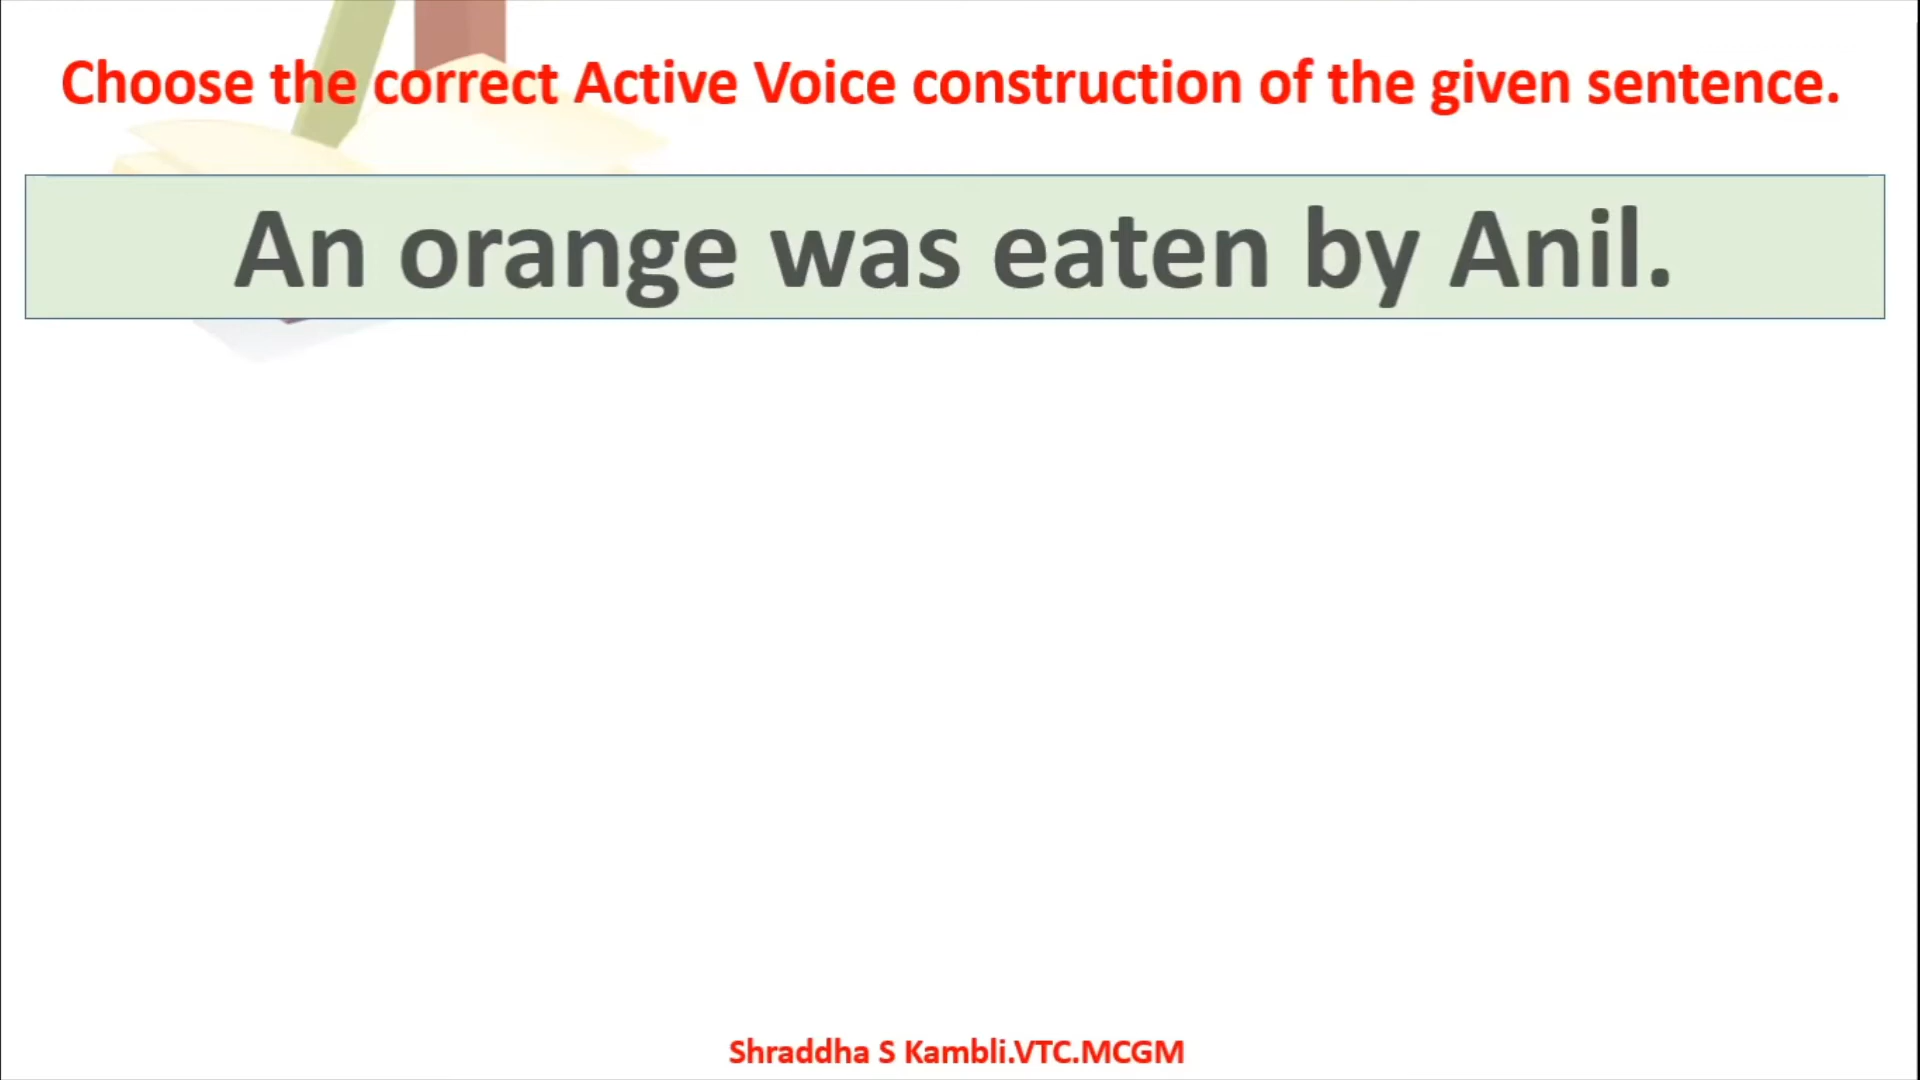 Choose the correct Active Voice construction of the given sentence.
An orange was eaten by Anil.
Shraddha S Kambli.VTC.MCGM